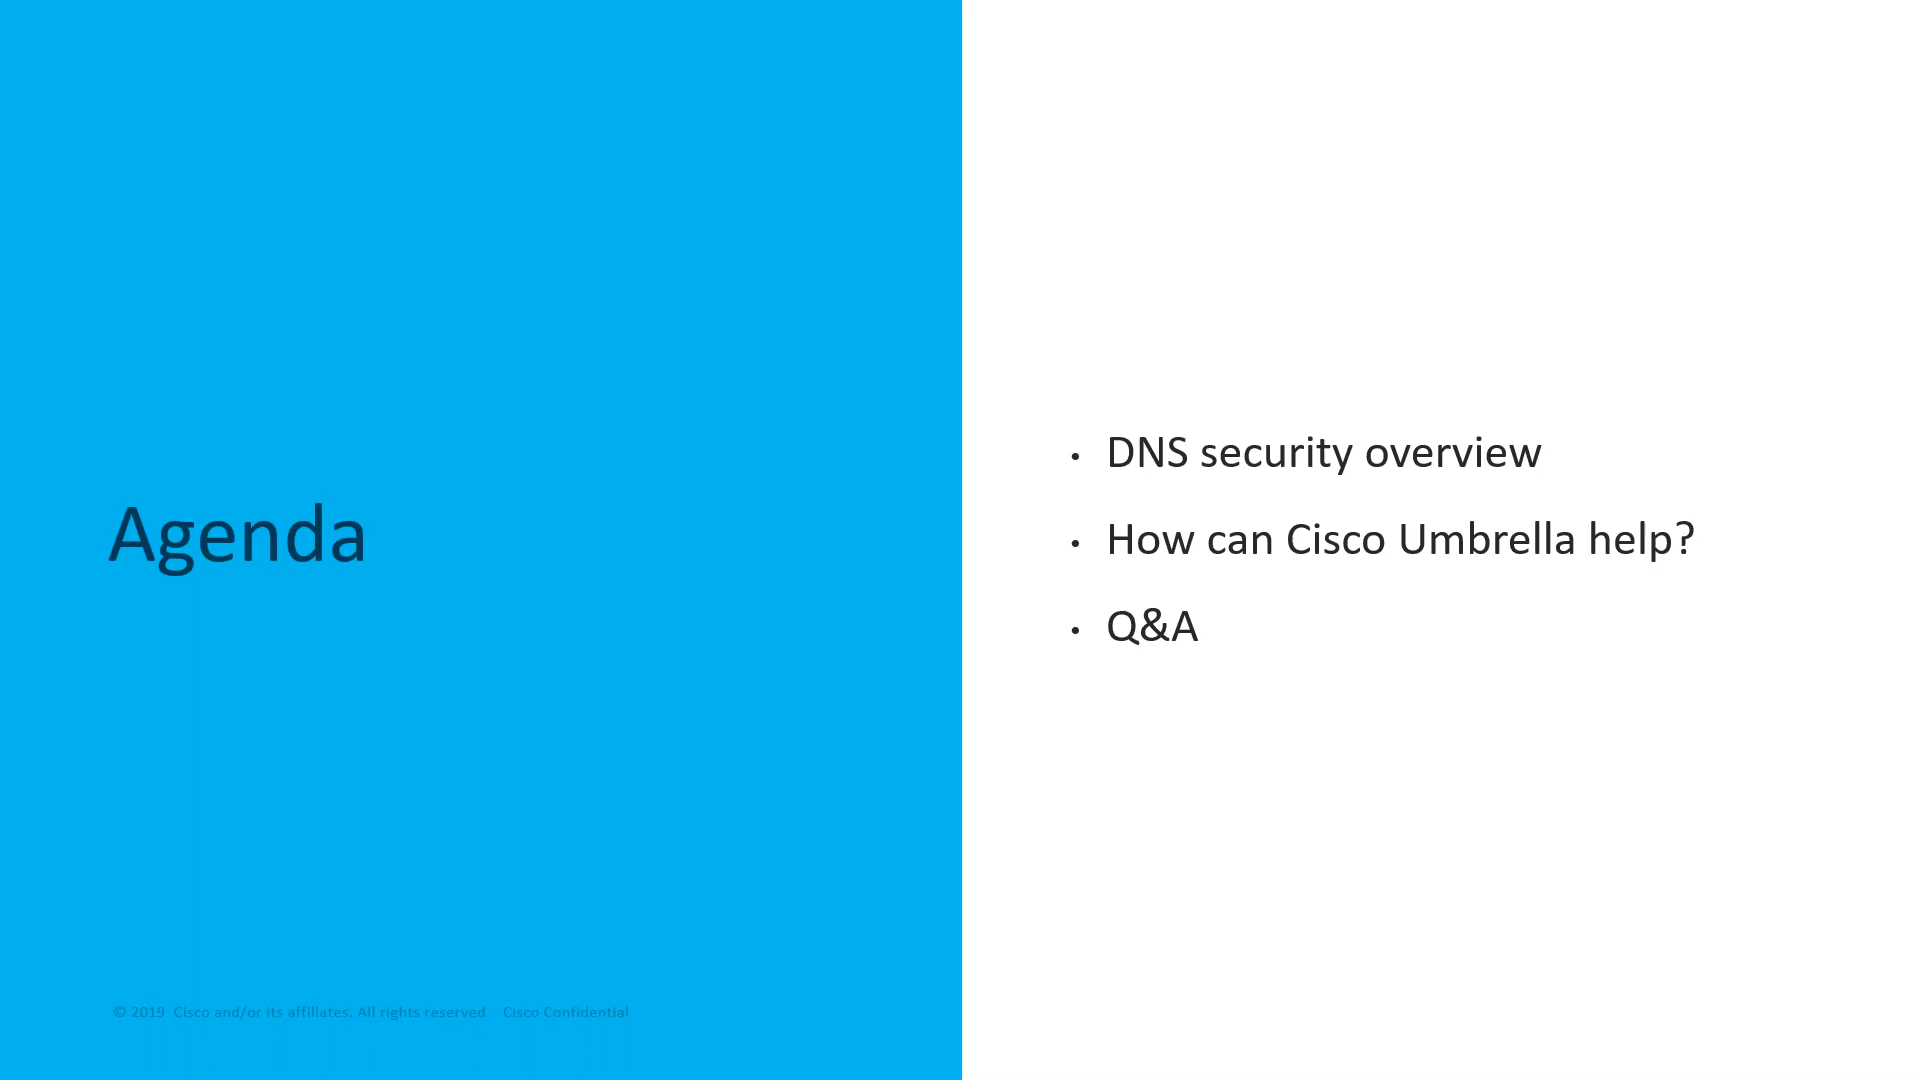 Agenda
• DNS security overview
• How can Cisco Umbrella help?
• Q&A
© 2019 Cisco and/or its affiliates. All rights reserved. Cisco Confidential